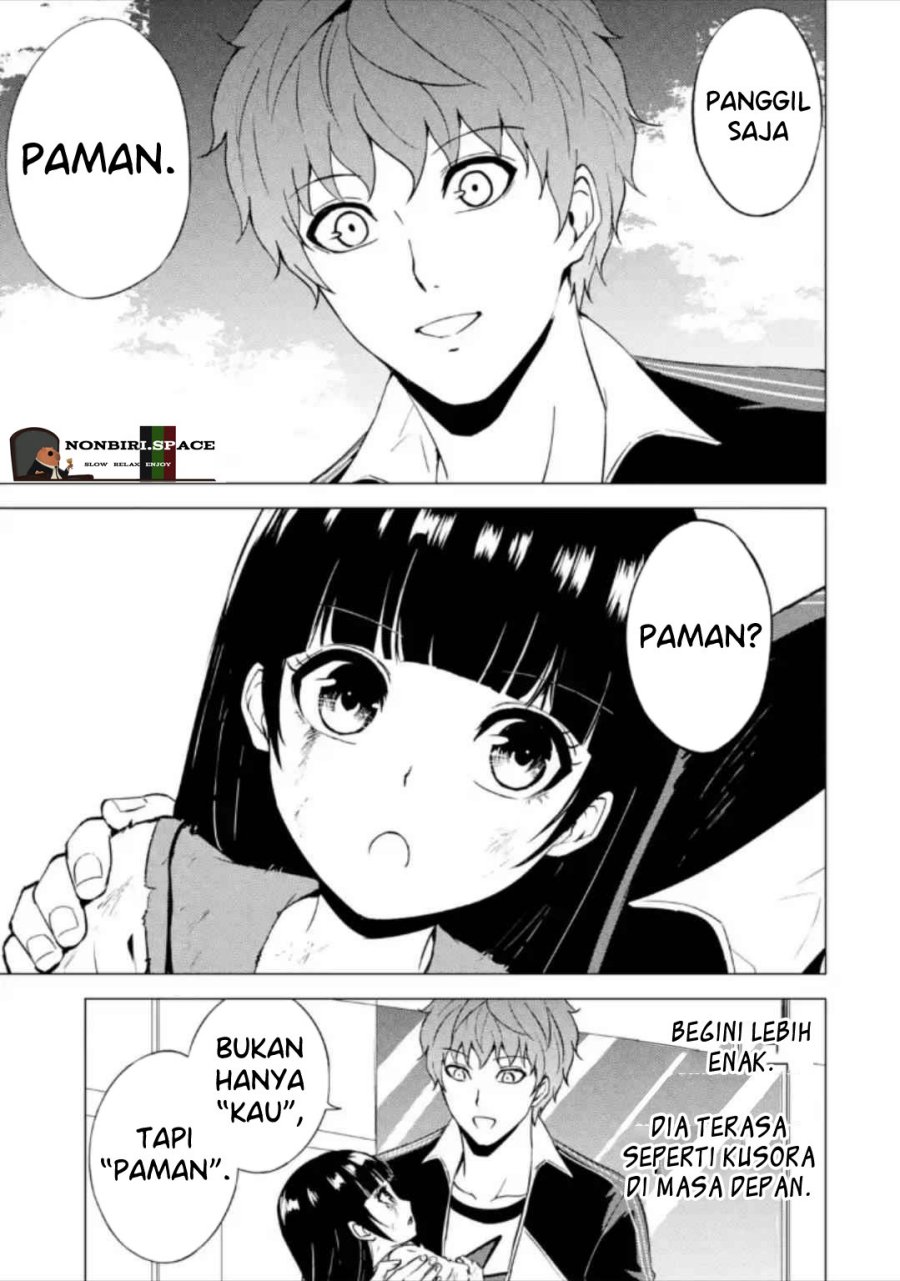 PANGGIL
SAJA
PAMAN.
NONBIRI.SPACE
SLOW RELAX ENJOY
PAMAN?
BEGINI LEBIH
ENAK.
DIA TERASA
SEPERTI KUSORA
DI MASA DEPAN.
BUKAN
HANYA
“KAU”,
TAPI
“PAMAN”.